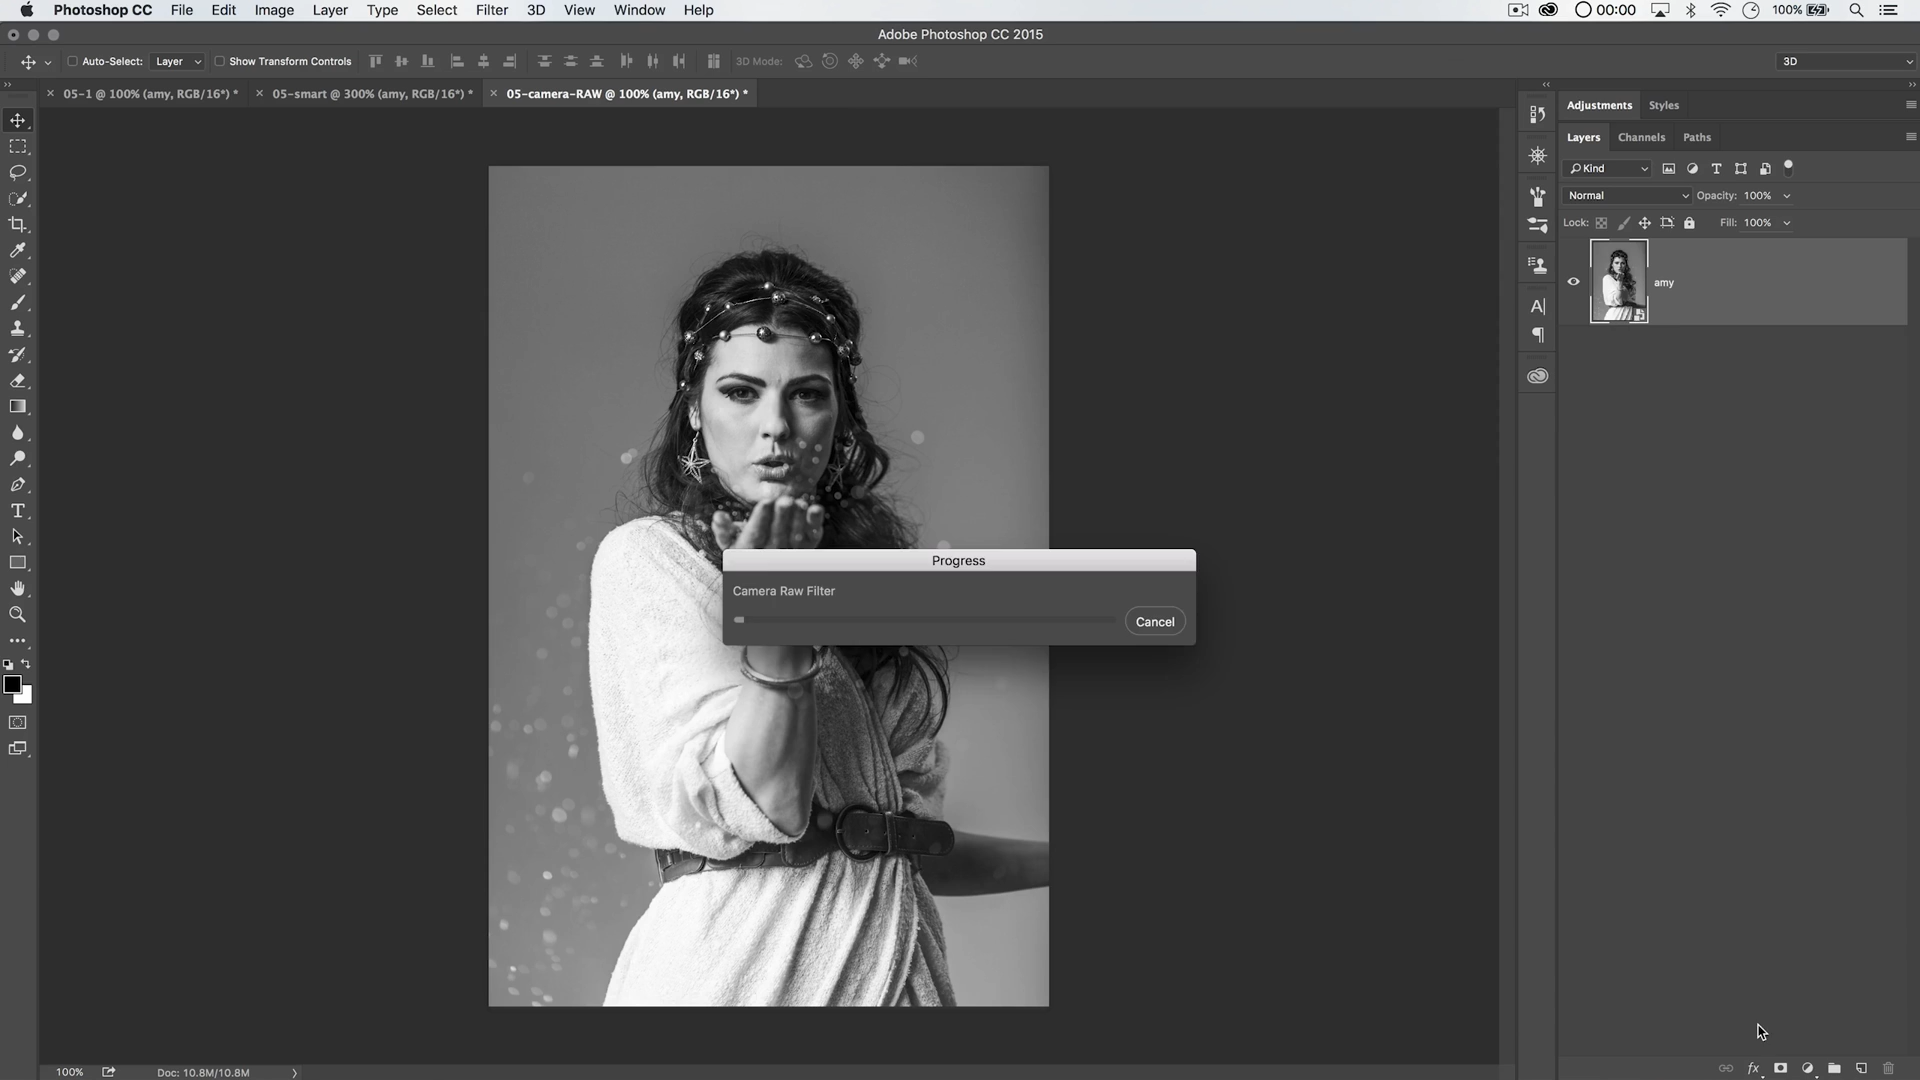 Photoshop CC File Edit Image Layer Type Select Filter 3D View Window Help 00:00 100%
Adobe Photoshop CC 2015
Auto-Select: Layer Show Transform Controls 3D Mode: 3D
05-1 @ 100% (amy, RGB/16*) * 05-smart @ 300% (amy, RGB/16*) * 05-camera-RAW @ 100% (amy, RGB/16*) *
Adjustments Styles
Layers Channels Paths
Kind
Normal Opacity: 100%
Lock: Fill: 100%
amy
Progress
Camera Raw Filter
Cancel
100% Doc: 10.8M/10.8M